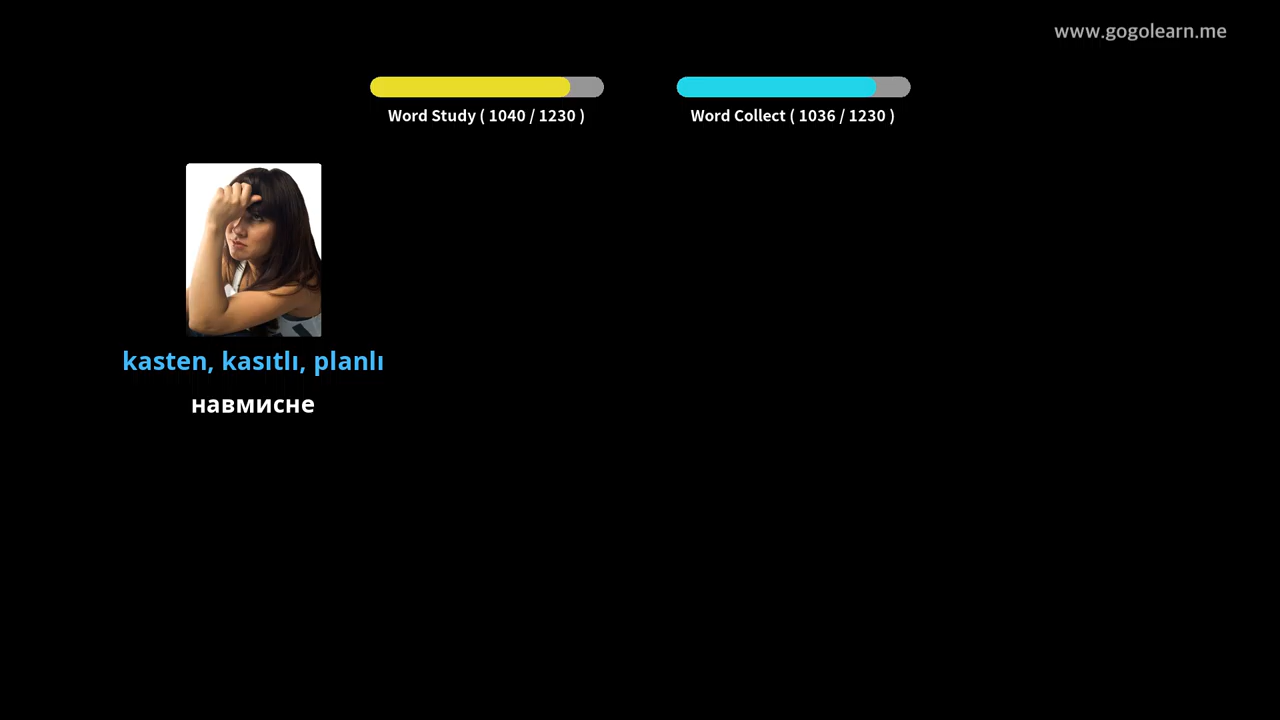 www.gogolearn.me
Word Study ( 1040 / 1230 )
Word Collect ( 1036 / 1230 )
kasten, kasıtlı, planlı
навмисне